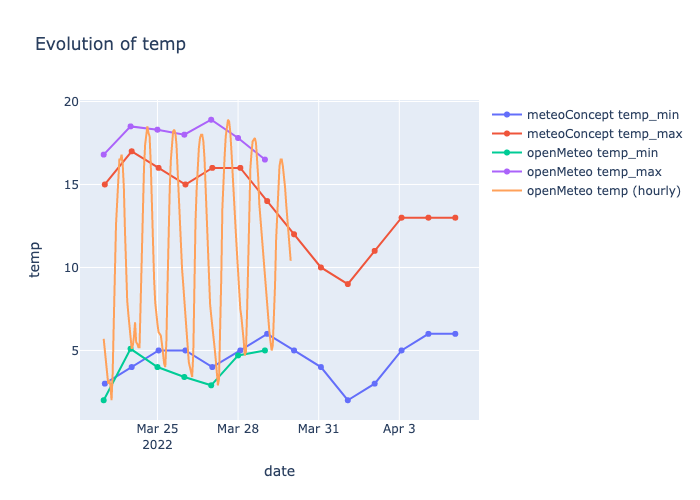 Evolution of temp
meteoConcept temp_min
meteoConcept temp_max
openMeteo temp_min
openMeteo temp_max
openMeteo temp (hourly)
temp
20
15
10
5
Mar 25
2022
Mar 28
Mar 31
Apr 3
date